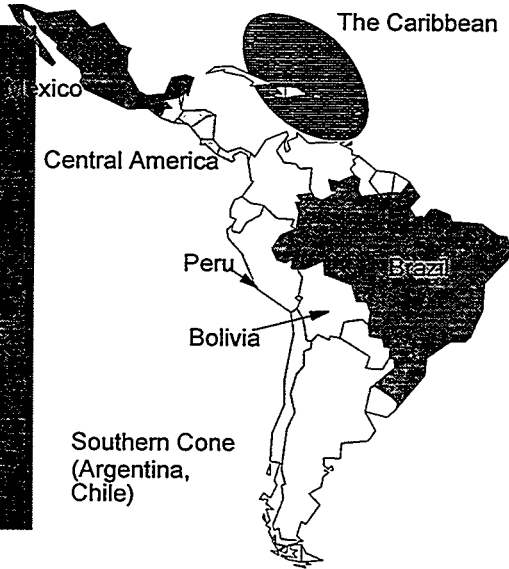 The Caribbean
Mexico
Central America
Peru
Brazil
Bolivia
Southern Cone
(Argentina,
Chile)